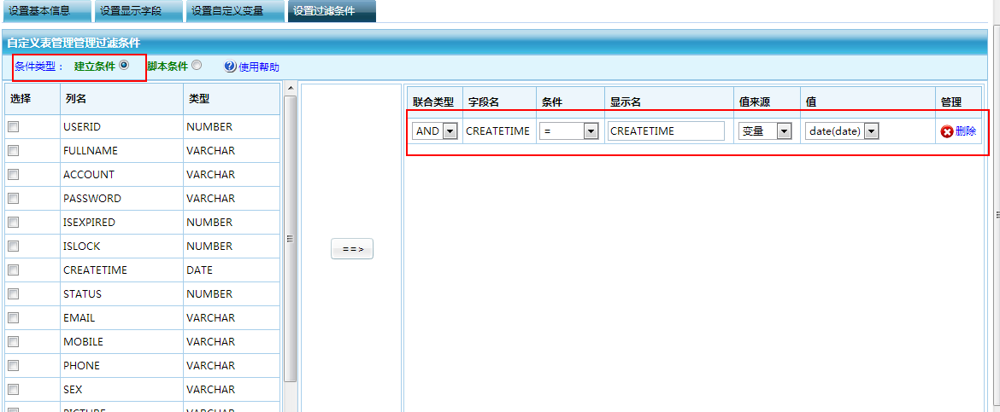 设置基本信息 设置显示字段 设置自定义变量 设置过滤条件
自定义表管理管理过滤条件
条件类型： 建立条件 脚本条件 使用帮助
选择 列名 类型
USERID NUMBER
FULLNAME VARCHAR
ACCOUNT VARCHAR
PASSWORD VARCHAR
ISEXPIRED NUMBER
ISLOCK NUMBER
CREATETIME DATE
STATUS NUMBER
EMAIL VARCHAR
MOBILE VARCHAR
PHONE VARCHAR
SEX VARCHAR
PICTURE VARCHAR
==>
联合类型 字段名 条件 显示名 值来源 值 管理
AND CREATETIME = CREATETIME 变量 date(date) 删除